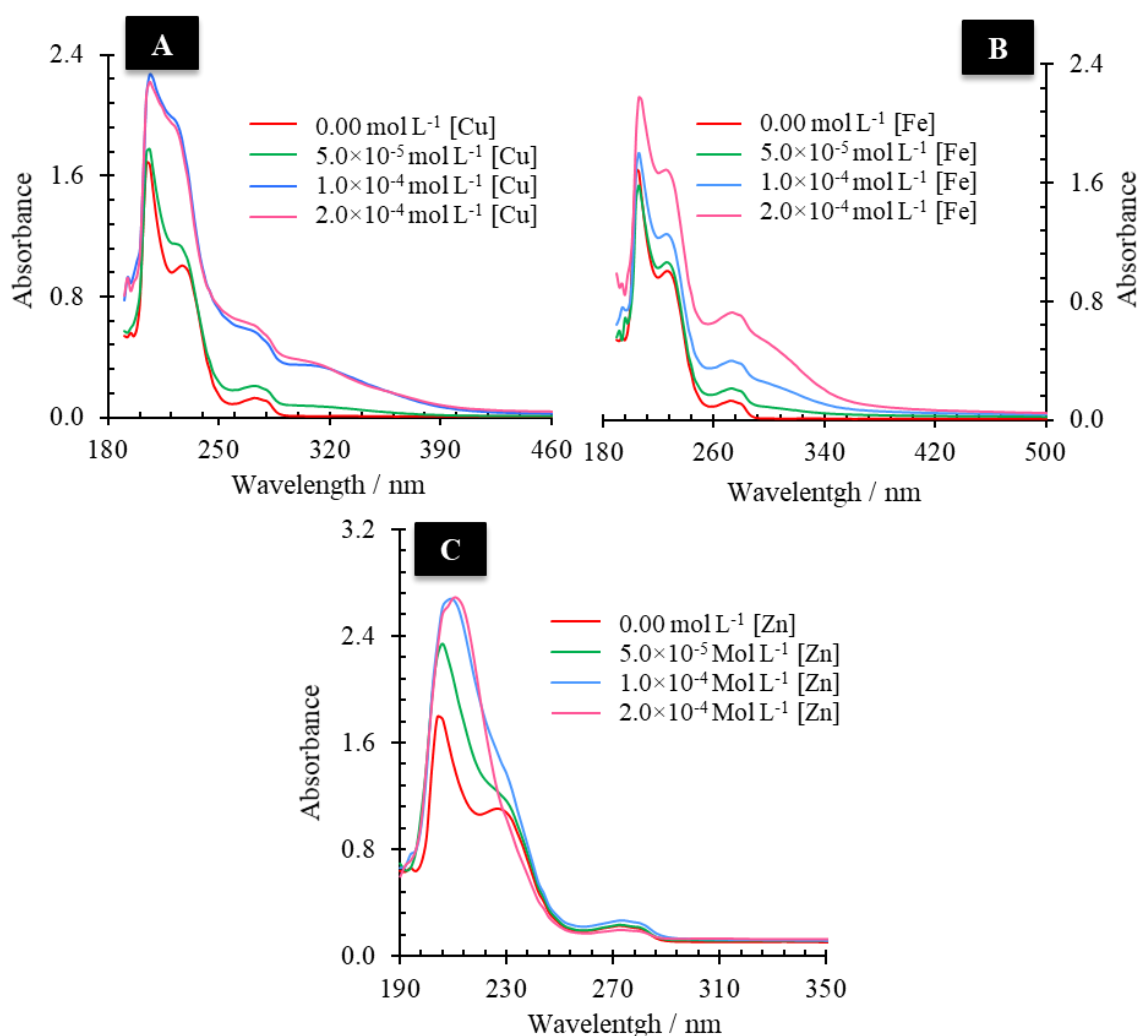 A
2.4
1.6
0.8
0.0
Absorbance
0.00 mol L⁻¹ [Cu]
5.0×10⁻⁵ mol L⁻¹ [Cu]
1.0×10⁻⁴ mol L⁻¹ [Cu]
2.0×10⁻⁴ mol L⁻¹ [Cu]
180 250 320 390 460
Wavelength / nm
B
2.4
1.6
0.8
0.0
Absorbance
0.00 mol L⁻¹ [Fe]
5.0×10⁻⁵ mol L⁻¹ [Fe]
1.0×10⁻⁴ mol L⁻¹ [Fe]
2.0×10⁻⁴ mol L⁻¹ [Fe]
180 260 340 420 500
Wavelentgh / nm
C
3.2
2.4
1.6
0.8
0.0
Absorbance
0.00 mol L⁻¹ [Zn]
5.0×10⁻⁵ Mol L⁻¹ [Zn]
1.0×10⁻⁴ Mol L⁻¹ [Zn]
2.0×10⁻⁴ Mol L⁻¹ [Zn]
190 230 270 310 350
Wavelentgh / nm